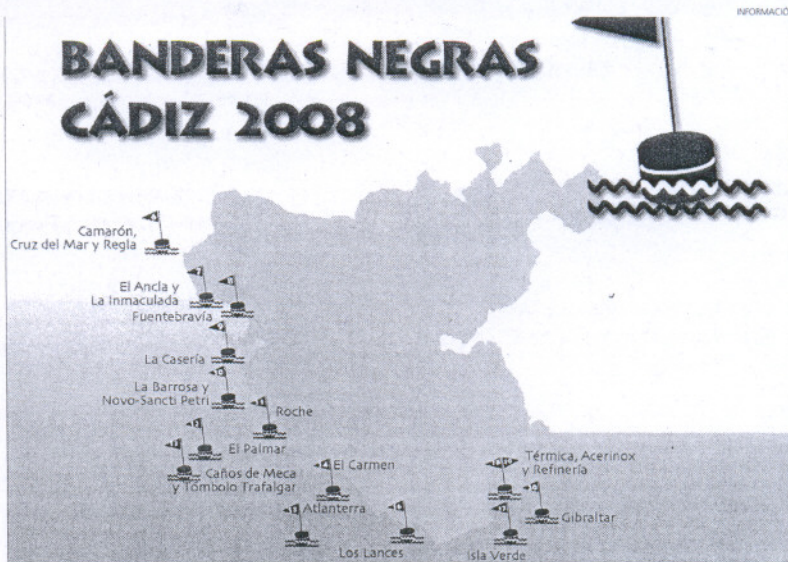 INFORMACIÓ
BANDERAS NEGRAS
CÁDIZ 2008
Camarón,
Cruz del Mar y Regla
El Ancla y
La Inmaculada
Fuentebravía
La Casería
La Barrosa y
Novo-Sancti Petri
Roche
El Palmar
Caños de Meca
y Tómbolo Trafalgar
El Carmen
Atlanterra
Los Lances
Térmica, Acerinox
y Refinería
Gibraltar
Isla Verde